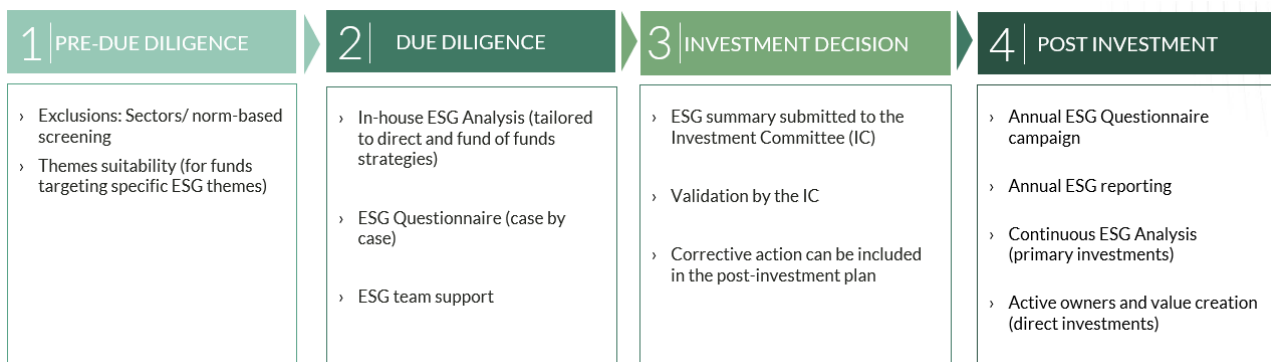 1 PRE-DUE DILIGENCE
› Exclusions: Sectors/ norm-based
screening
› Themes suitability (for funds
targeting specific ESG themes)
2 DUE DILIGENCE
› In-house ESG Analysis (tailored
to direct and fund of funds
strategies)
› ESG Questionnaire (case by
case)
› ESG team support
3 INVESTMENT DECISION
› ESG summary submitted to the
Investment Committee (IC)
› Validation by the IC
› Corrective action can be included
in the post-investment plan
4 POST INVESTMENT
› Annual ESG Questionnaire
campaign
› Annual ESG reporting
› Continuous ESG Analysis
(primary investments)
› Active owners and value creation
(direct investments)